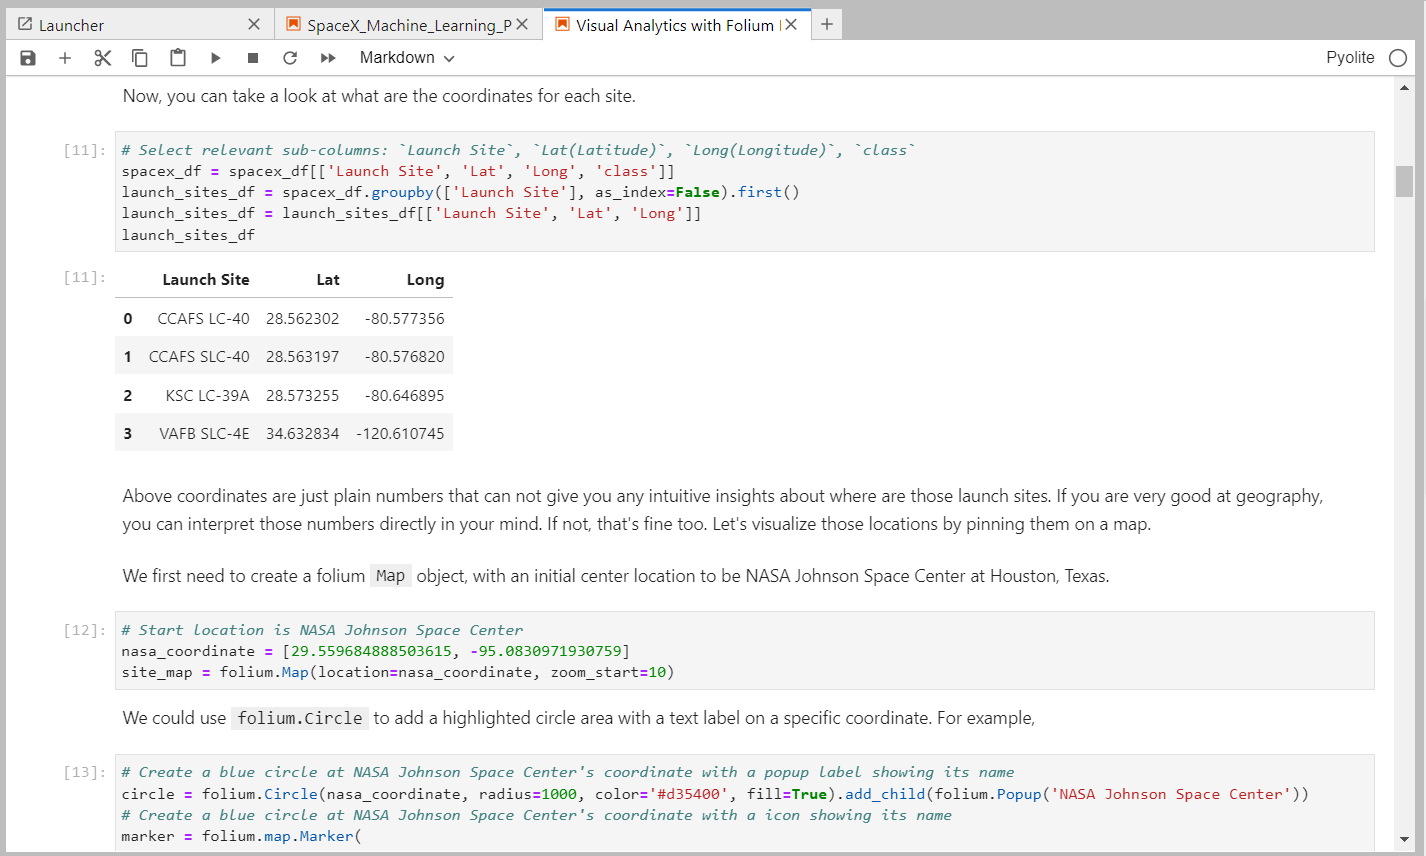 Launcher
SpaceX_Machine_Learning_P
Visual Analytics with Folium
Markdown
Pyolite
Now, you can take a look at what are the coordinates for each site.
[11]:
# Select relevant sub-columns: `Launch Site`, `Lat(Latitude)`, `Long(Longitude)`, `class`
spacex_df = spacex_df[['Launch Site', 'Lat', 'Long', 'class']]
launch_sites_df = spacex_df.groupby(['Launch Site'], as_index=False).first()
launch_sites_df = launch_sites_df[['Launch Site', 'Lat', 'Long']]
launch_sites_df
[11]:
Launch Site Lat Long
0 CCAFS LC-40 28.562302 -80.577356
1 CCAFS SLC-40 28.563197 -80.576820
2 KSC LC-39A 28.573255 -80.646895
3 VAFB SLC-4E 34.632834 -120.610745
Above coordinates are just plain numbers that can not give you any intuitive insights about where are those launch sites. If you are very good at geography,
you can interpret those numbers directly in your mind. If not, that's fine too. Let's visualize those locations by pinning them on a map.
We first need to create a folium Map object, with an initial center location to be NASA Johnson Space Center at Houston, Texas.
[12]:
# Start location is NASA Johnson Space Center
nasa_coordinate = [29.559684888503615, -95.0830971930759]
site_map = folium.Map(location=nasa_coordinate, zoom_start=10)
We could use folium.Circle to add a highlighted circle area with a text label on a specific coordinate. For example,
[13]:
# Create a blue circle at NASA Johnson Space Center's coordinate with a popup label showing its name
circle = folium.Circle(nasa_coordinate, radius=1000, color='#d35400', fill=True).add_child(folium.Popup('NASA Johnson Space Center'))
# Create a blue circle at NASA Johnson Space Center's coordinate with a icon showing its name
marker = folium.map.Marker(